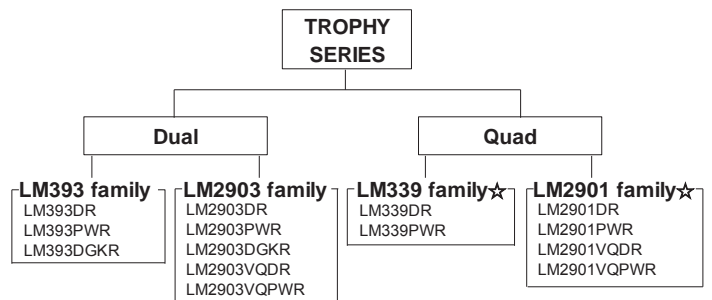 TROPHY
SERIES
Dual
Quad
LM393 family
LM393DR
LM393PWR
LM393DGKR
LM2903 family
LM2903DR
LM2903PWR
LM2903DGKR
LM2903VQDR
LM2903VQPWR
LM339 family☆
LM339DR
LM339PWR
LM2901 family☆
LM2901DR
LM2901PWR
LM2901VQDR
LM2901VQPWR